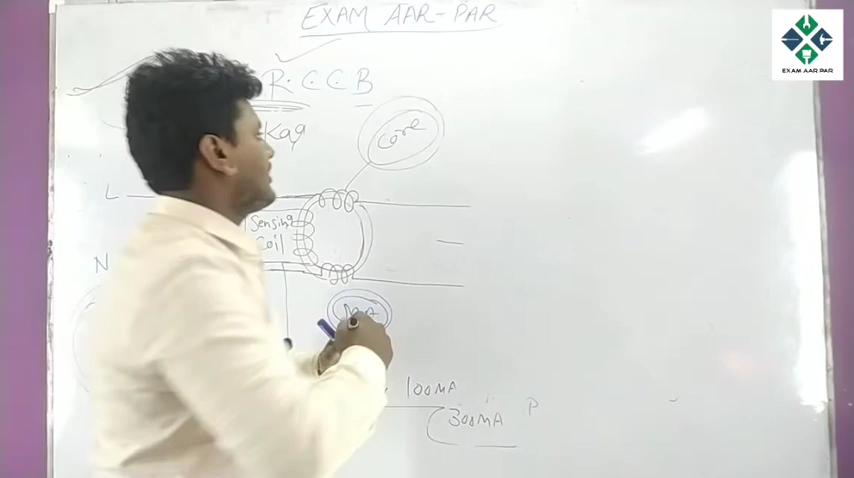 EXAM AAR-PAR
EXAM AAR PAR
R.C.C.B
Core
L
Sensing
Coil
N
100MA
300MA P